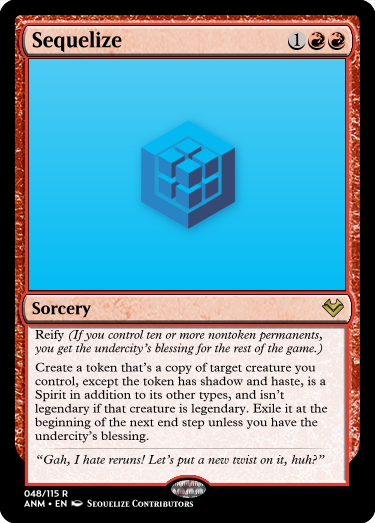 Sequelize 1
Sorcery
Reify (If you control ten or more nontoken permanents,
you get the undercity's blessing for the rest of the game.)
Create a token that's a copy of target creature you
control, except the token has shadow and haste, is a
Spirit in addition to its other types, and isn't
legendary if that creature is legendary. Exile it at the
beginning of the next end step unless you have the
undercity's blessing.
“Gah, I hate reruns! Let's put a new twist on it, huh?”
048/115 R
ANM • EN Sequelize Contributors